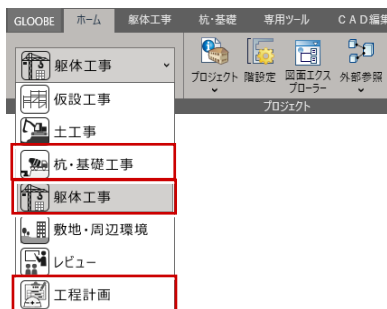 GLOOBE ホーム 躯体工事 杭・基礎 専用ツール CAD編集
躯体工事
プロジェクト 階設定 図面エクスプローラー 外部参照
プロジェクト
仮設工事
土工事
杭・基礎工事
躯体工事
敷地・周辺環境
レビュー
工程計画